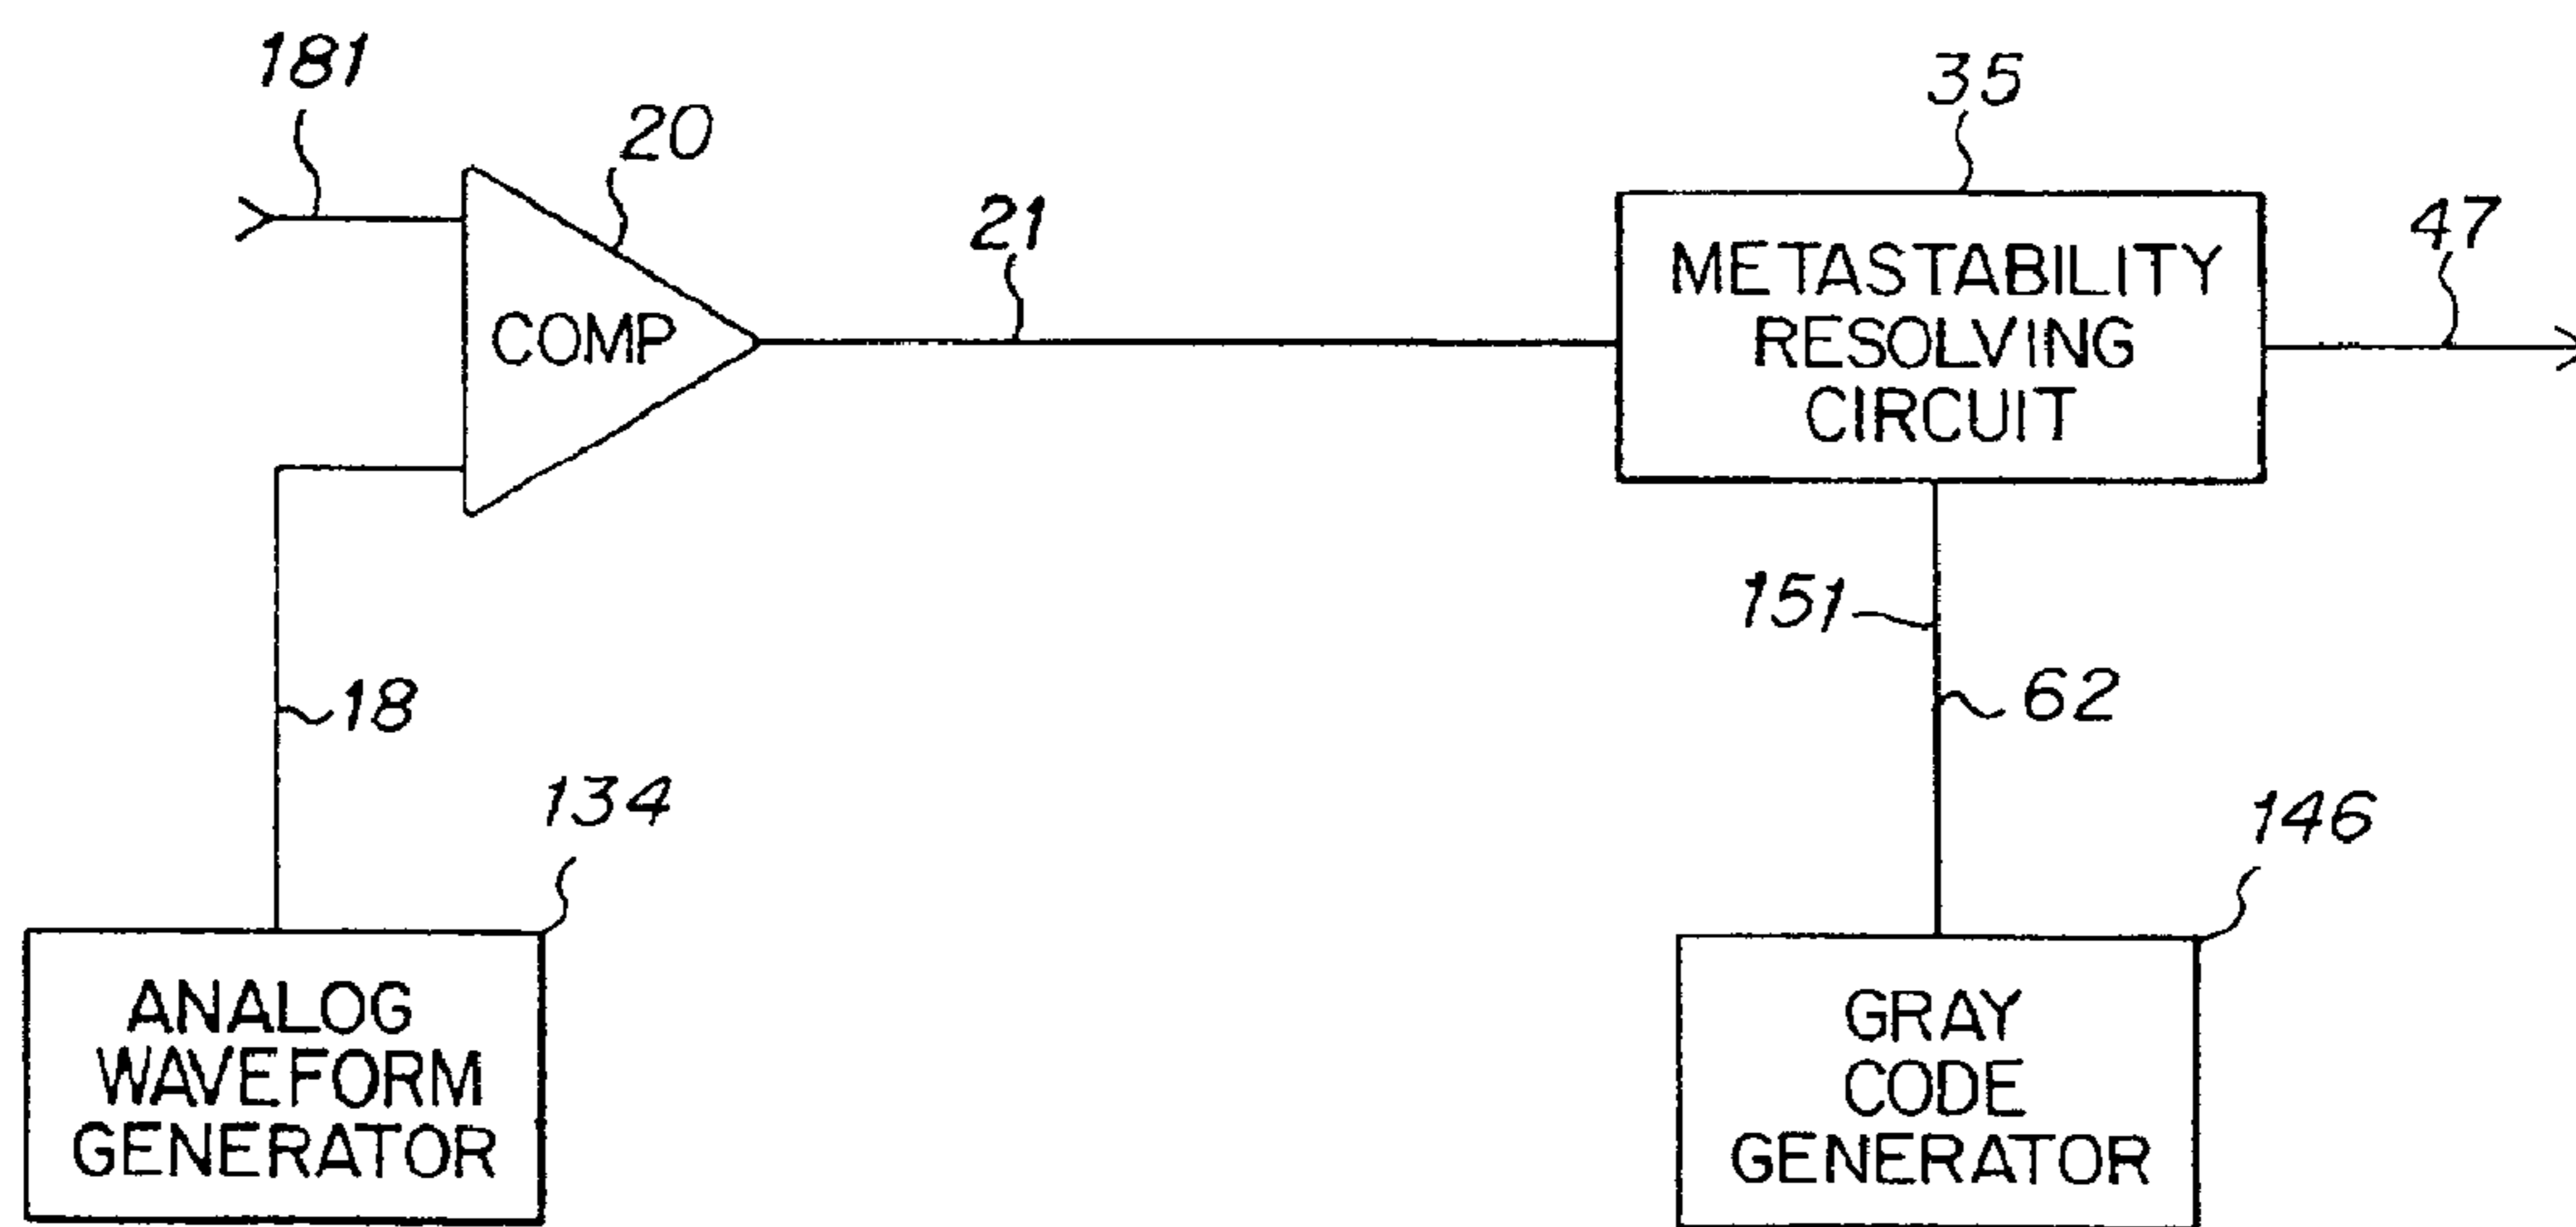 181
20
35
21
47
COMP
METASTABILITY
RESOLVING
CIRCUIT
151
62
18
134
146
ANALOG
WAVEFORM
GENERATOR
GRAY
CODE
GENERATOR